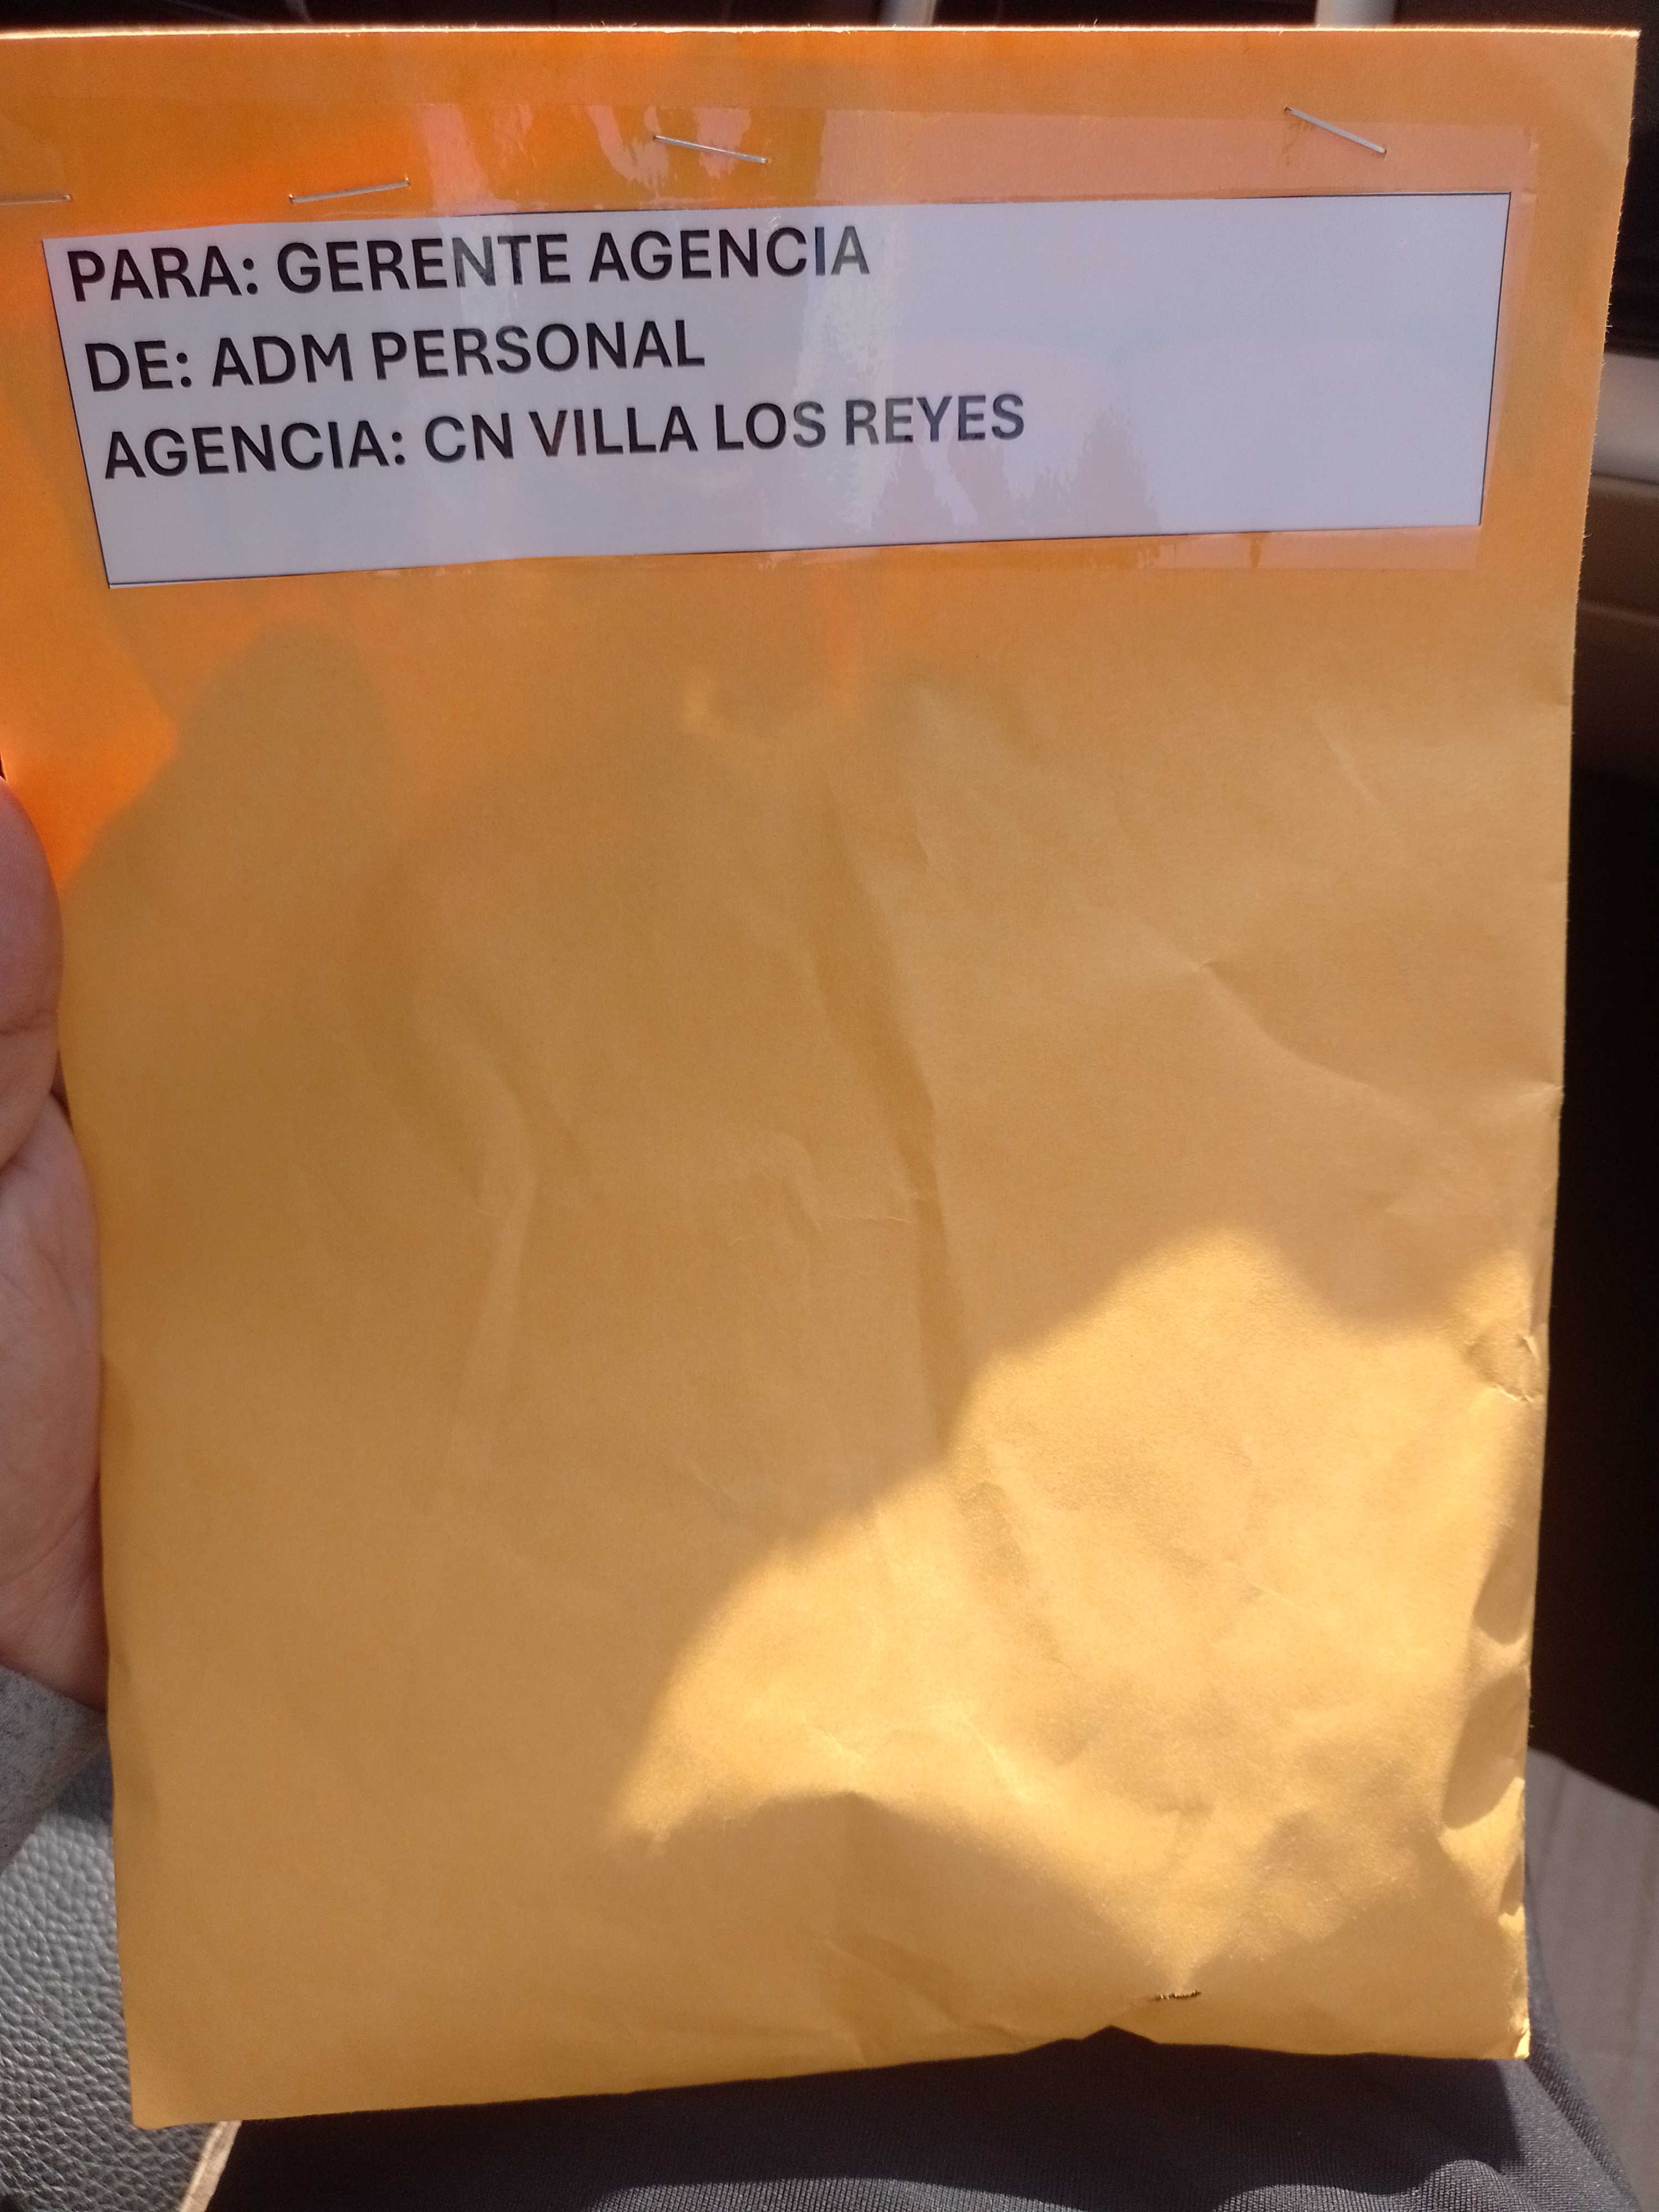 PARA: GERENTE AGENCIA
DE: ADM PERSONAL
AGENCIA: CN VILLA LOS REYES